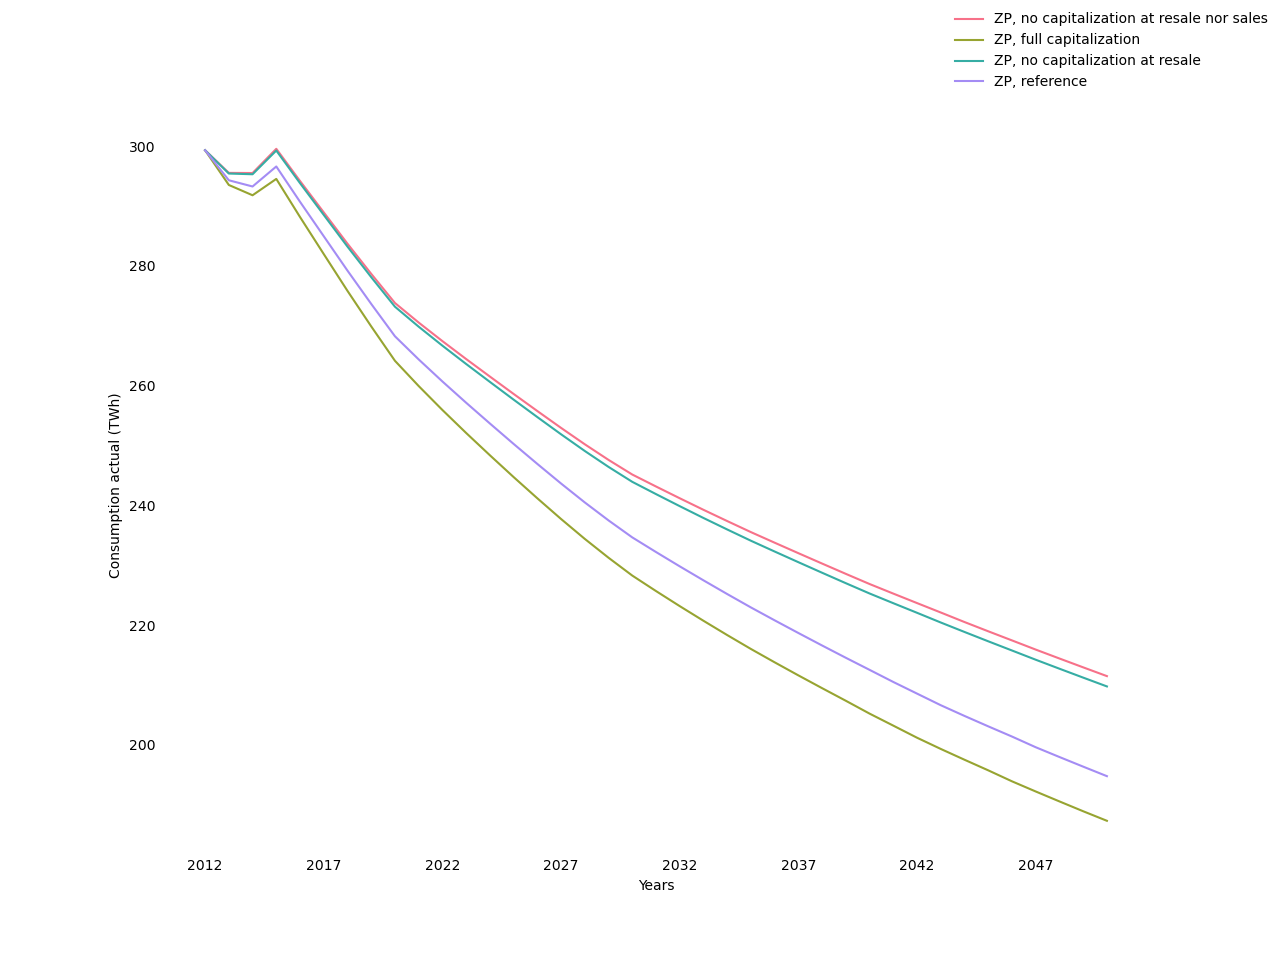 ZP, no capitalization at resale nor sales
ZP, full capitalization
ZP, no capitalization at resale
ZP, reference
300
280
260
240
220
200
Consumption actual (TWh)
2012 2017 2022 2027 2032 2037 2042 2047
Years